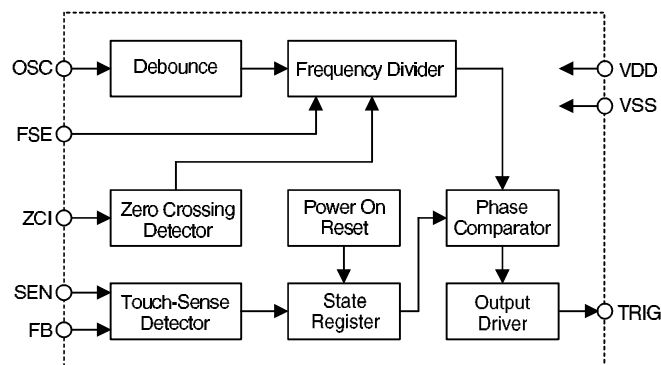 OSC
Debounce
Frequency Divider
VDD
VSS
FSE
ZCI
Zero Crossing
Detector
Power On
Reset
Phase
Comparator
SEN
FB
Touch-Sense
Detector
State
Register
Output
Driver
TRIG